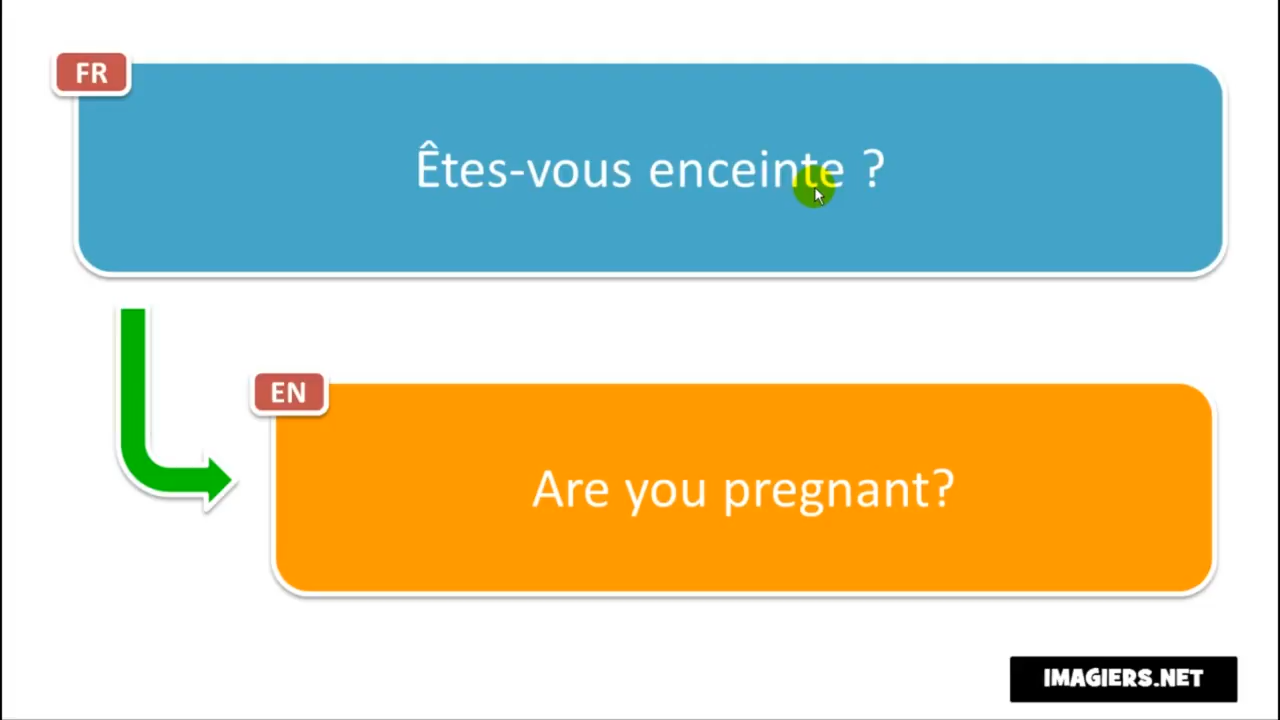 FR
Êtes-vous enceinte ?
EN
Are you pregnant?
IMAGIERS.NET